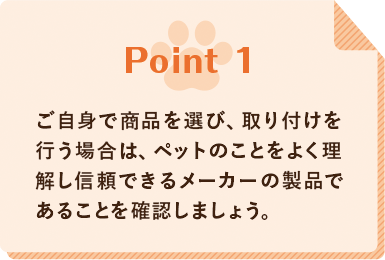 Point 1
ご自身で商品を選び、取り付けを
行う場合は、ペットのことをよく理
解し信頼できるメーカーの製品で
あることを確認しましょう。